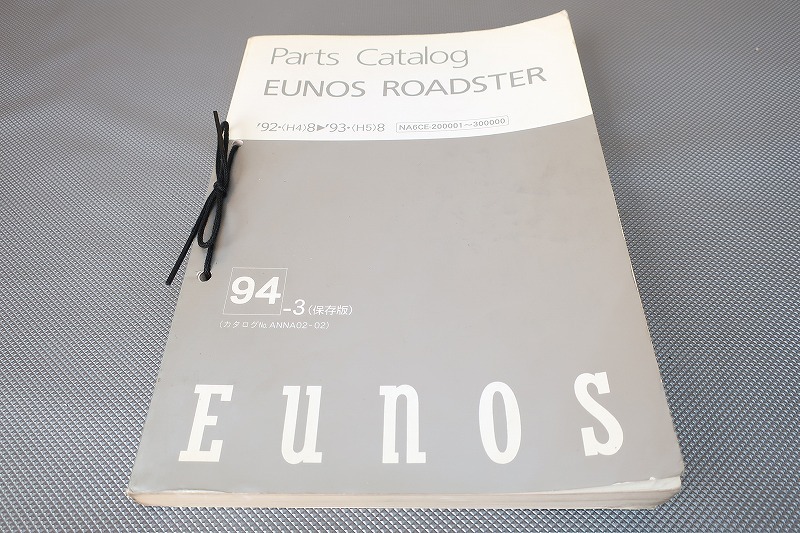 Parts Catalog
EUNOS ROADSTER
'92・(H4)8▶'93・(H5)8 NA6CE-200001～300000
94-3(保存版)
(カタログNo.ANNA02-02)
EunoS